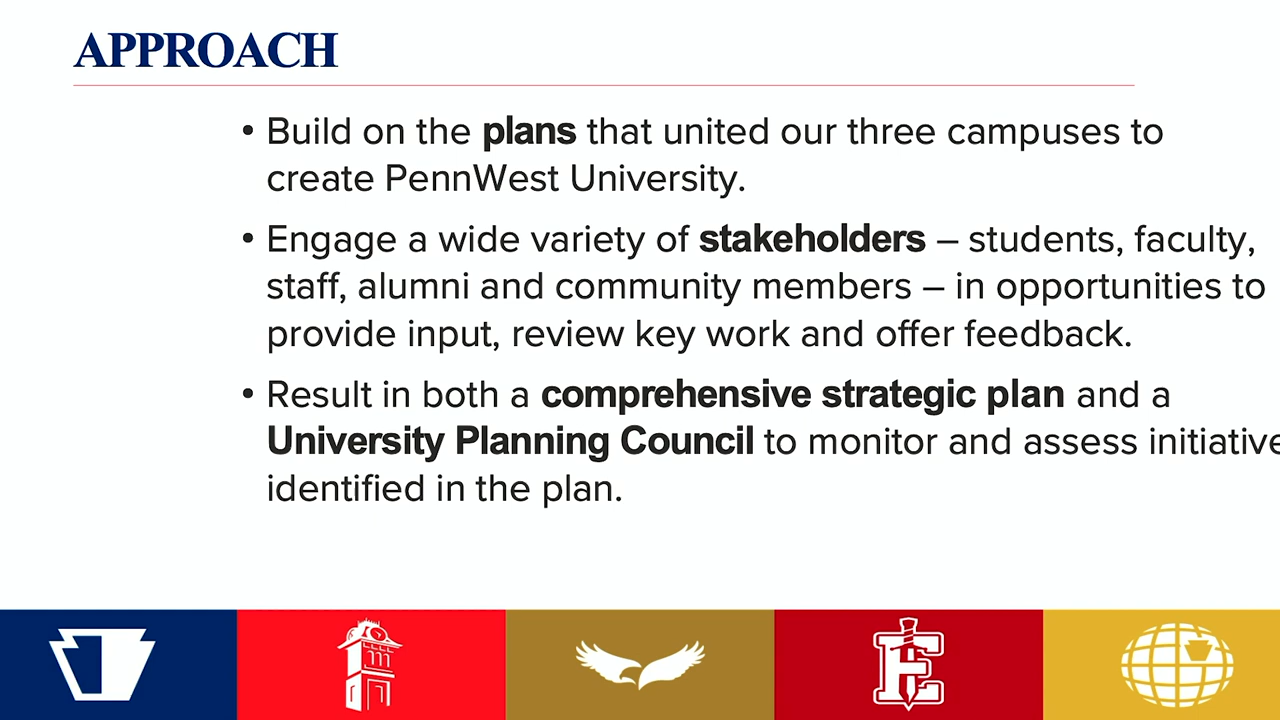 APPROACH
• Build on the plans that united our three campuses to
create PennWest University.
• Engage a wide variety of stakeholders – students, faculty,
staff, alumni and community members – in opportunities to
provide input, review key work and offer feedback.
• Result in both a comprehensive strategic plan and a
University Planning Council to monitor and assess initiative
identified in the plan.
E